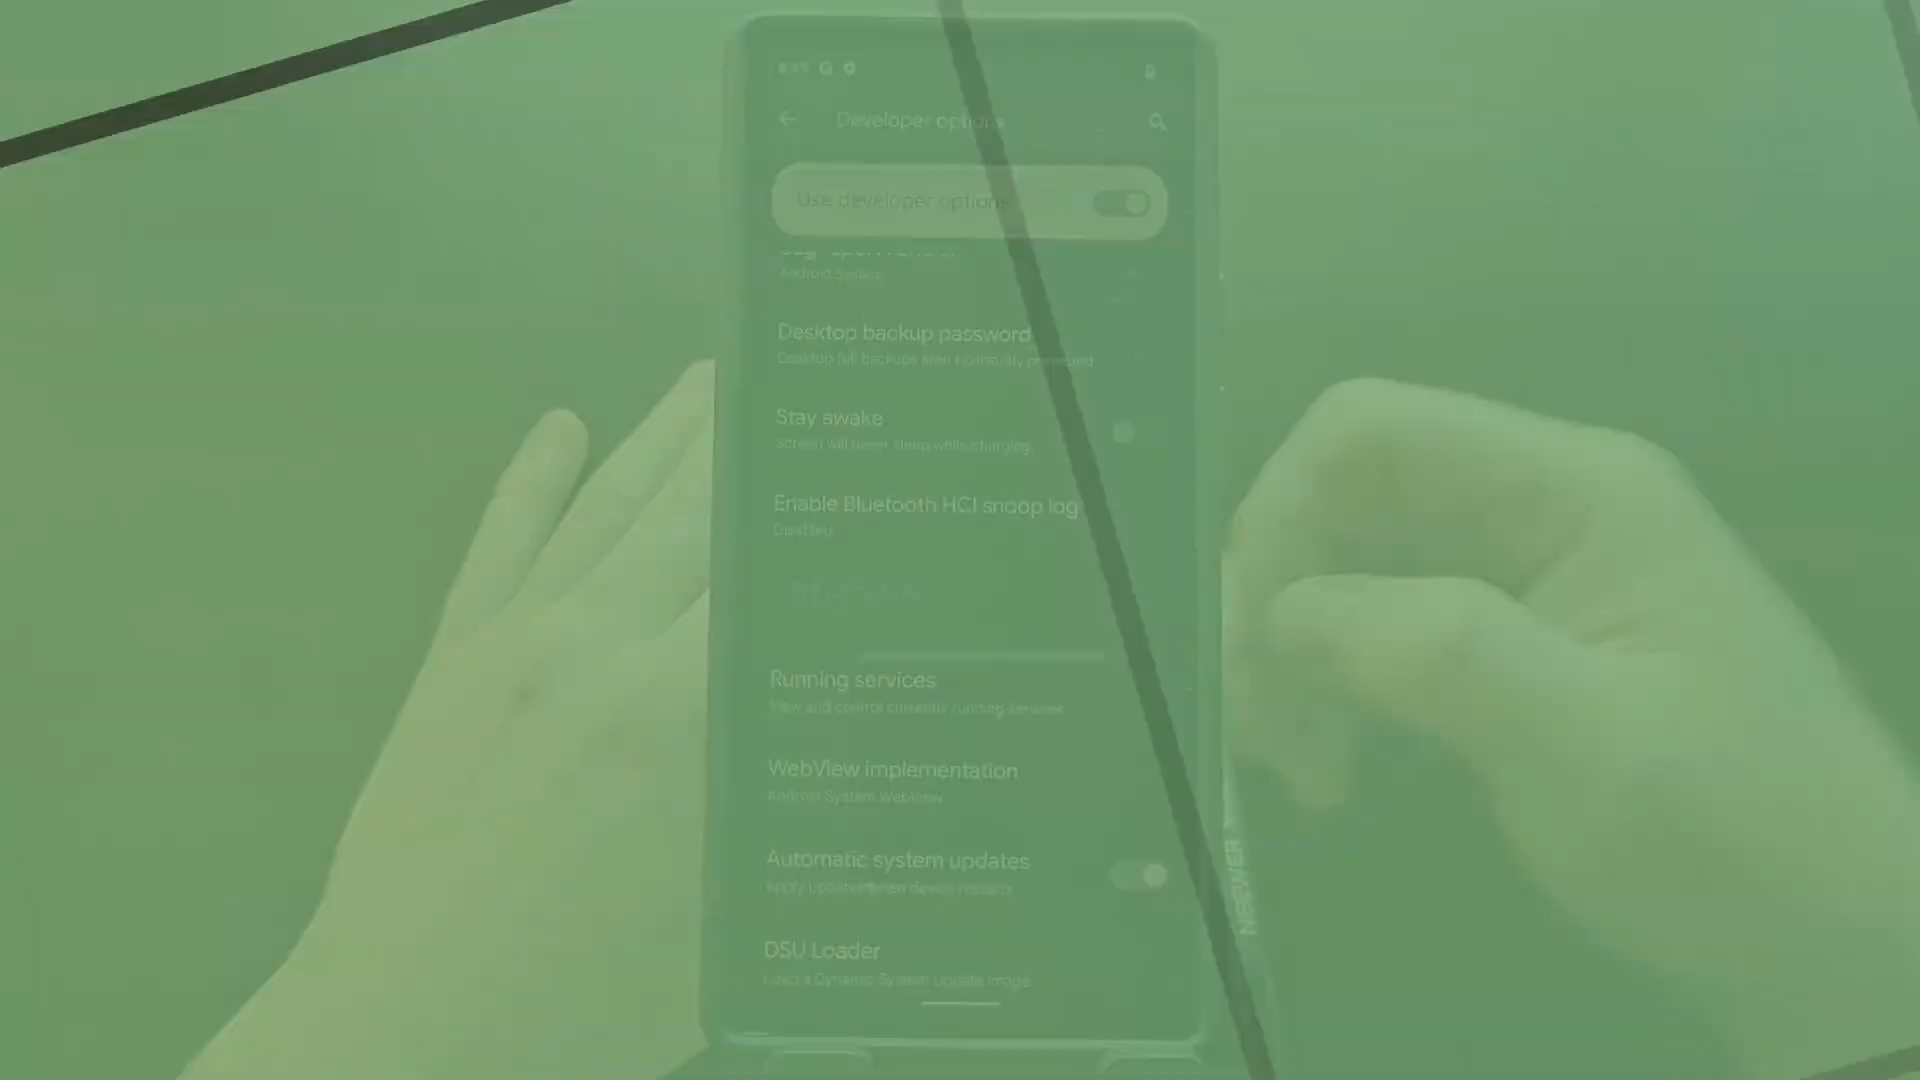 Developer options
Use developer options
Android System
Desktop backup password
Desktop full backups aren't currently protected
Stay awake
Screen will never sleep while charging
Enable Bluetooth HCI snoop log
Disabled
Running services
View and control currently running services
WebView implementation
Android System WebView
Automatic system updates
Apply updates when device restarts
DSU Loader
Load a Dynamic System Update Image
NEEWER